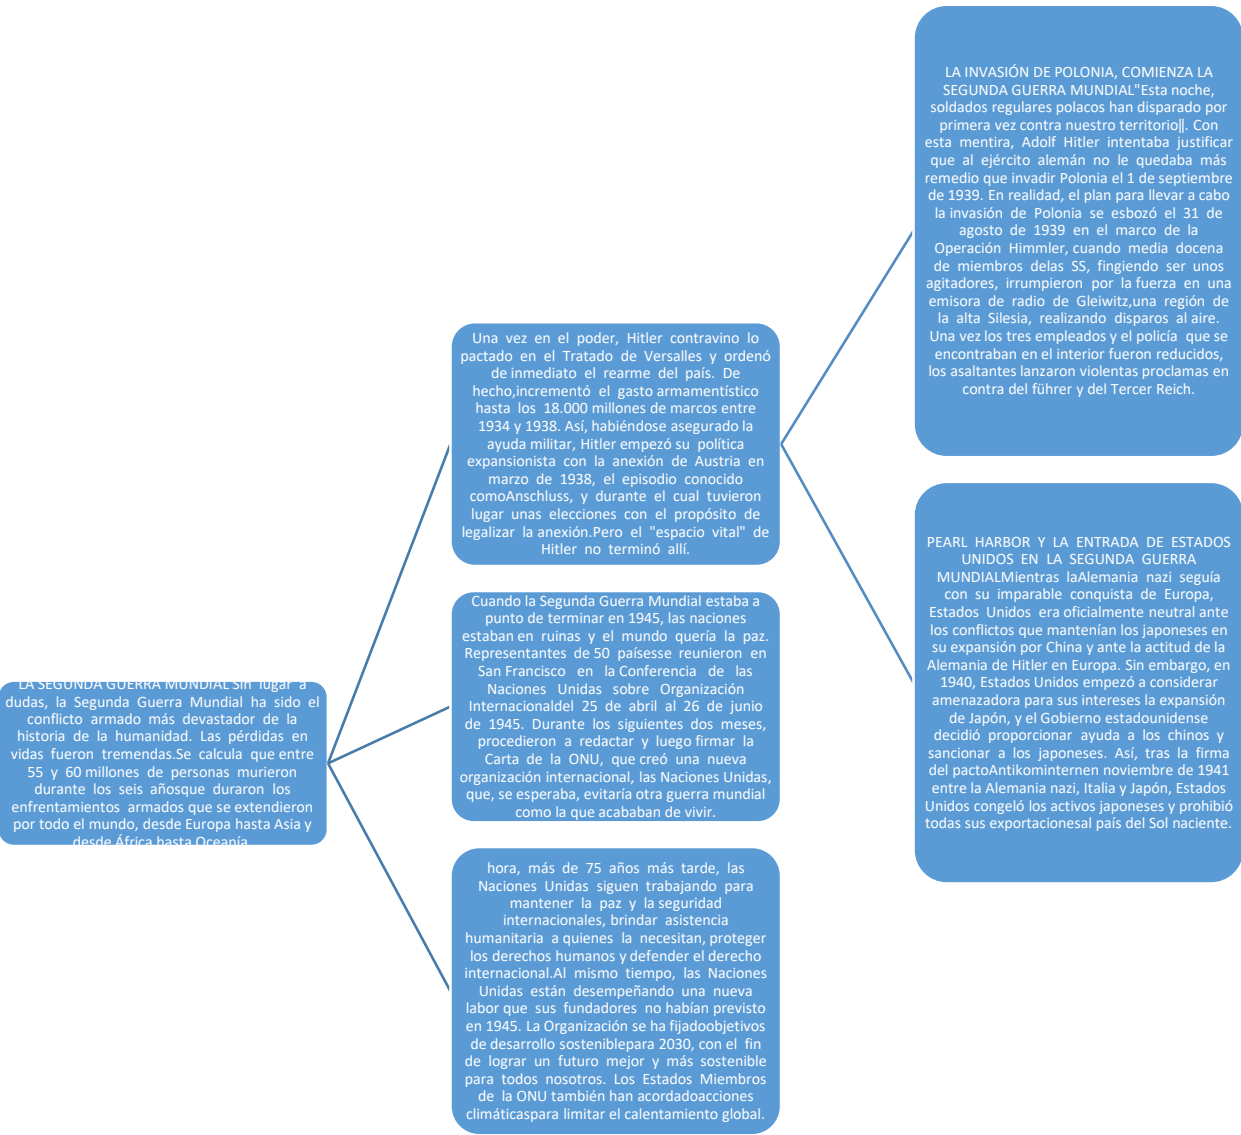 LA SEGUNDA GUERRA MUNDIAL Sin lugar a
dudas, la Segunda Guerra Mundial ha sido el
conflicto armado más devastador de la
historia de la humanidad. Las pérdidas en
vidas fueron tremendas.Se calcula que entre
55 y 60 millones de personas murieron
durante los seis añosque duraron los
enfrentamientos armados que se extendieron
por todo el mundo, desde Europa hasta Asia y
desde África hasta Oceanía
Una vez en el poder, Hitler contravino lo
pactado en el Tratado de Versalles y ordenó
de inmediato el rearme del país. De
hecho,incrementó el gasto armamentístico
hasta los 18.000 millones de marcos entre
1934 y 1938. Así, habiéndose asegurado la
ayuda militar, Hitler empezó su política
expansionista con la anexión de Austria en
marzo de 1938, el episodio conocido
comoAnschluss, y durante el cual tuvieron
lugar unas elecciones con el propósito de
legalizar la anexión.Pero el "espacio vital" de
Hitler no terminó allí.
Cuando la Segunda Guerra Mundial estaba a
punto de terminar en 1945, las naciones
estaban en ruinas y el mundo quería la paz.
Representantes de 50 paísesse reunieron en
San Francisco en la Conferencia de las
Naciones Unidas sobre Organización
Internacionaldel 25 de abril al 26 de junio
de 1945. Durante los siguientes dos meses,
procedieron a redactar y luego firmar la
Carta de la ONU, que creó una nueva
organización internacional, las Naciones Unidas,
que, se esperaba, evitaría otra guerra mundial
como la que acababan de vivir.
hora, más de 75 años más tarde, las
Naciones Unidas siguen trabajando para
mantener la paz y la seguridad
internacionales, brindar asistencia
humanitaria a quienes la necesitan, proteger
los derechos humanos y defender el derecho
internacional.Al mismo tiempo, las Naciones
Unidas están desempeñando una nueva
labor que sus fundadores no habían previsto
en 1945. La Organización se ha fijadoobjetivos
de desarrollo sosteniblepara 2030, con el fin
de lograr un futuro mejor y más sostenible
para todos nosotros. Los Estados Miembros
de la ONU también han acordadoacciones
climáticaspara limitar el calentamiento global.
LA INVASIÓN DE POLONIA, COMIENZA LA
SEGUNDA GUERRA MUNDIAL"Esta noche,
soldados regulares polacos han disparado por
primera vez contra nuestro territorio‖. Con
esta mentira, Adolf Hitler intentaba justificar
que al ejército alemán no le quedaba más
remedio que invadir Polonia el 1 de septiembre
de 1939. En realidad, el plan para llevar a cabo
la invasión de Polonia se esbozó el 31 de
agosto de 1939 en el marco de la
Operación Himmler, cuando media docena
de miembros delas SS, fingiendo ser unos
agitadores, irrumpieron por la fuerza en una
emisora de radio de Gleiwitz,una región de
la alta Silesia, realizando disparos al aire.
Una vez los tres empleados y el policía que se
encontraban en el interior fueron reducidos,
los asaltantes lanzaron violentas proclamas en
contra del führer y del Tercer Reich.
PEARL HARBOR Y LA ENTRADA DE ESTADOS
UNIDOS EN LA SEGUNDA GUERRA
MUNDIALMientras laAlemania nazi seguía
con su imparable conquista de Europa,
Estados Unidos era oficialmente neutral ante
los conflictos que mantenían los japoneses en
su expansión por China y ante la actitud de la
Alemania de Hitler en Europa. Sin embargo, en
1940, Estados Unidos empezó a considerar
amenazadora para sus intereses la expansión
de Japón, y el Gobierno estadounidense
decidió proporcionar ayuda a los chinos y
sancionar a los japoneses. Así, tras la firma
del pactoAntikominternen noviembre de 1941
entre la Alemania nazi, Italia y Japón, Estados
Unidos congeló los activos japoneses y prohibió
todas sus exportacionesal país del Sol naciente.